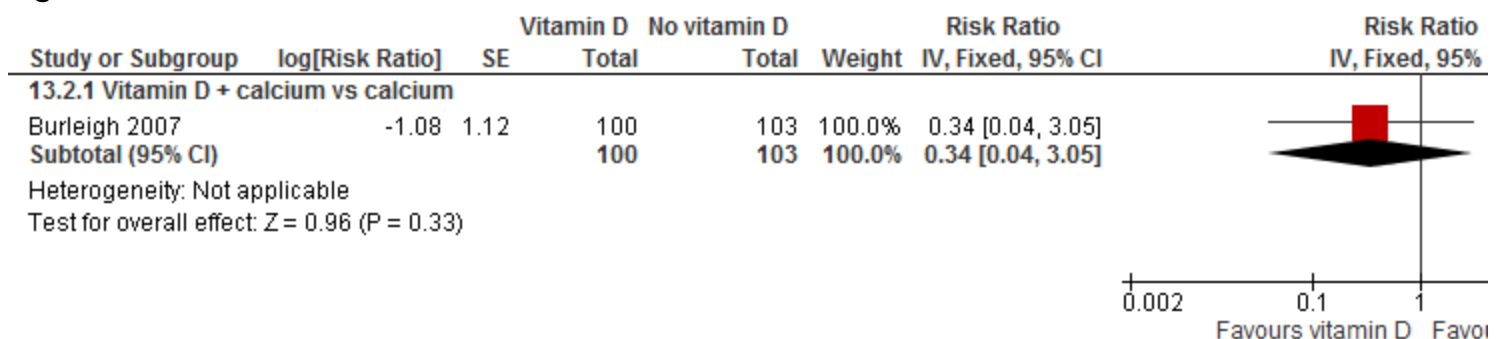 Vitamin D No vitamin D Risk Ratio Risk Ratio
Study or Subgroup log[Risk Ratio] SE Total Total Weight IV, Fixed, 95% CI IV, Fixed, 95%
13.2.1 Vitamin D + calcium vs calcium
Burleigh 2007 -1.08 1.12 100 103 100.0% 0.34 [0.04, 3.05]
Subtotal (95% CI) 100 103 100.0% 0.34 [0.04, 3.05]
Heterogeneity: Not applicable
Test for overall effect: Z = 0.96 (P = 0.33)
0.002 0.1 1
Favours vitamin D Favou